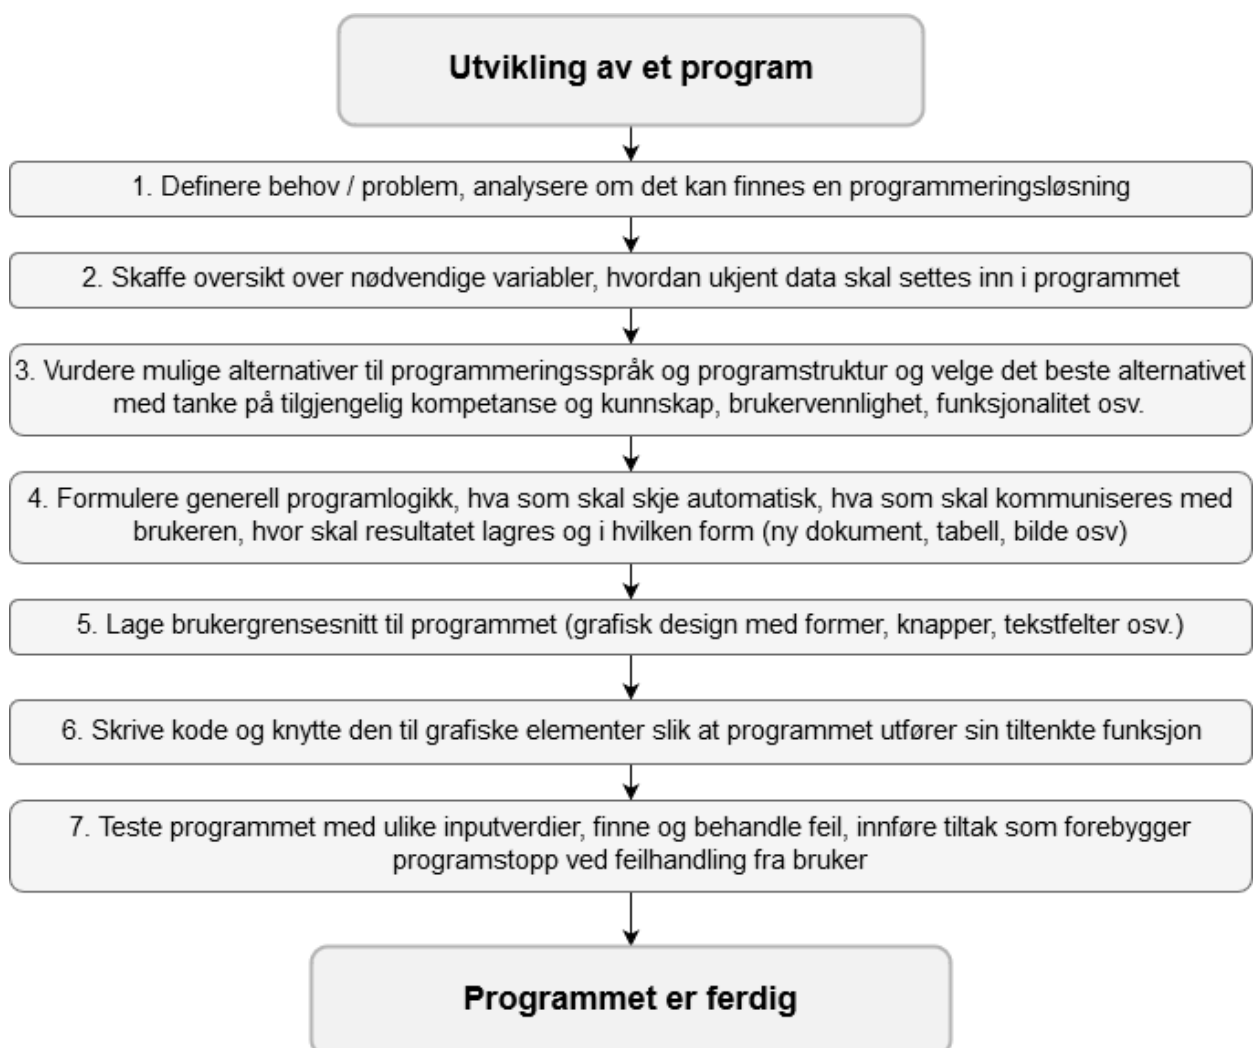 Utvikling av et program
1. Definere behov / problem, analysere om det kan finnes en programmeringsløsning
2. Skaffe oversikt over nødvendige variabler, hvordan ukjent data skal settes inn i programmet
3. Vurdere mulige alternativer til programmeringsspråk og programstruktur og velge det beste alternativet
med tanke på tilgjengelig kompetanse og kunnskap, brukervennlighet, funksjonalitet osv.
4. Formulere generell programlogikk, hva som skal skje automatisk, hva som skal kommuniseres med
brukeren, hvor skal resultatet lagres og i hvilken form (ny dokument, tabell, bilde osv)
5. Lage brukergrensesnitt til programmet (grafisk design med former, knapper, tekstfelter osv.)
6. Skrive kode og knytte den til grafiske elementer slik at programmet utfører sin tiltenkte funksjon
7. Teste programmet med ulike inputverdier, finne og behandle feil, innføre tiltak som forebygger
programstopp ved feilhandling fra bruker
Programmet er ferdig